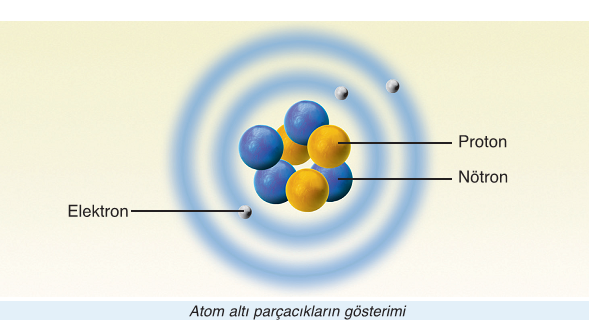 Proton
Nötron
Elektron
Atom altı parçacıkların gösterimi